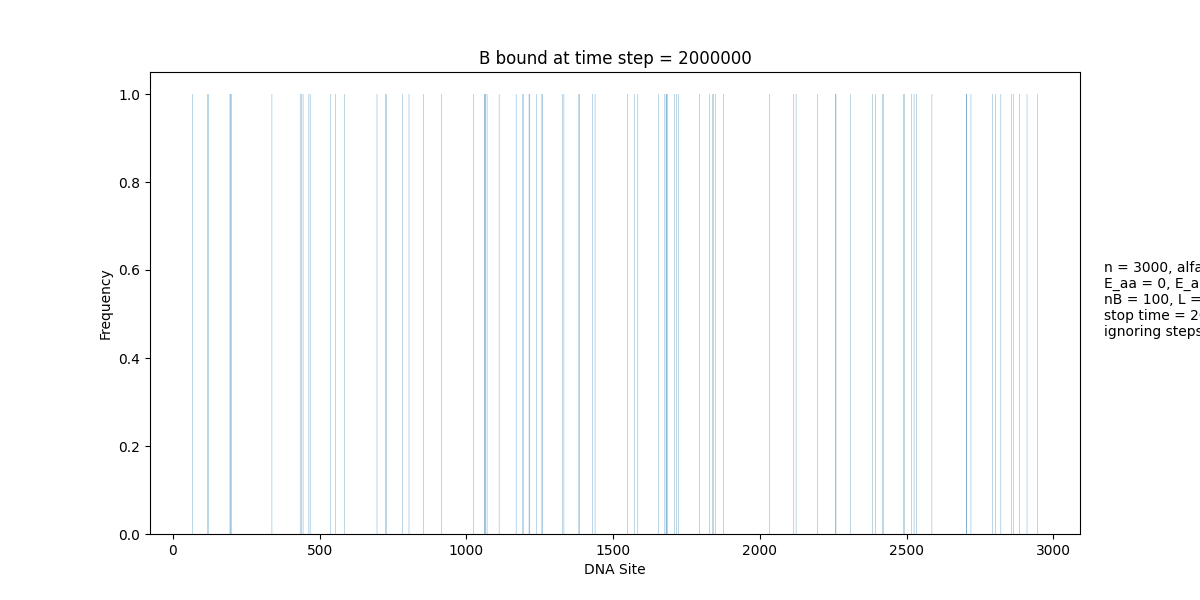 B bound at time step = 2000000
Frequency
1.0
0.8
0.6
0.4
0.2
0.0
0 500 1000 1500 2000 2500 3000
DNA Site
n = 3000, alfa
E_aa = 0, E_a
nB = 100, L =
stop time = 2
ignoring steps